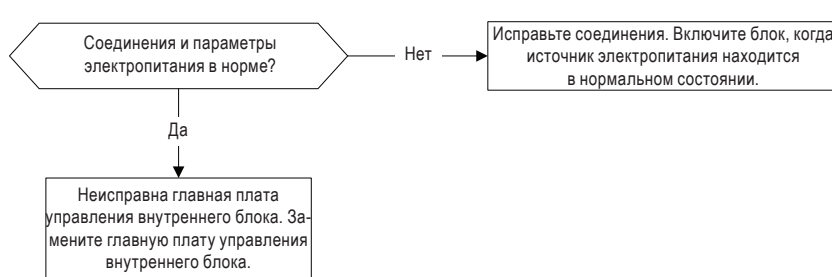 Соединения и параметры
электропитания в норме?
Нет
Исправьте соединения. Включите блок, когда
источник электропитания находится
в нормальном состоянии.
Да
Неисправна главная плата
управления внутреннего блока. За-
мените главную плату управления
внутреннего блока.